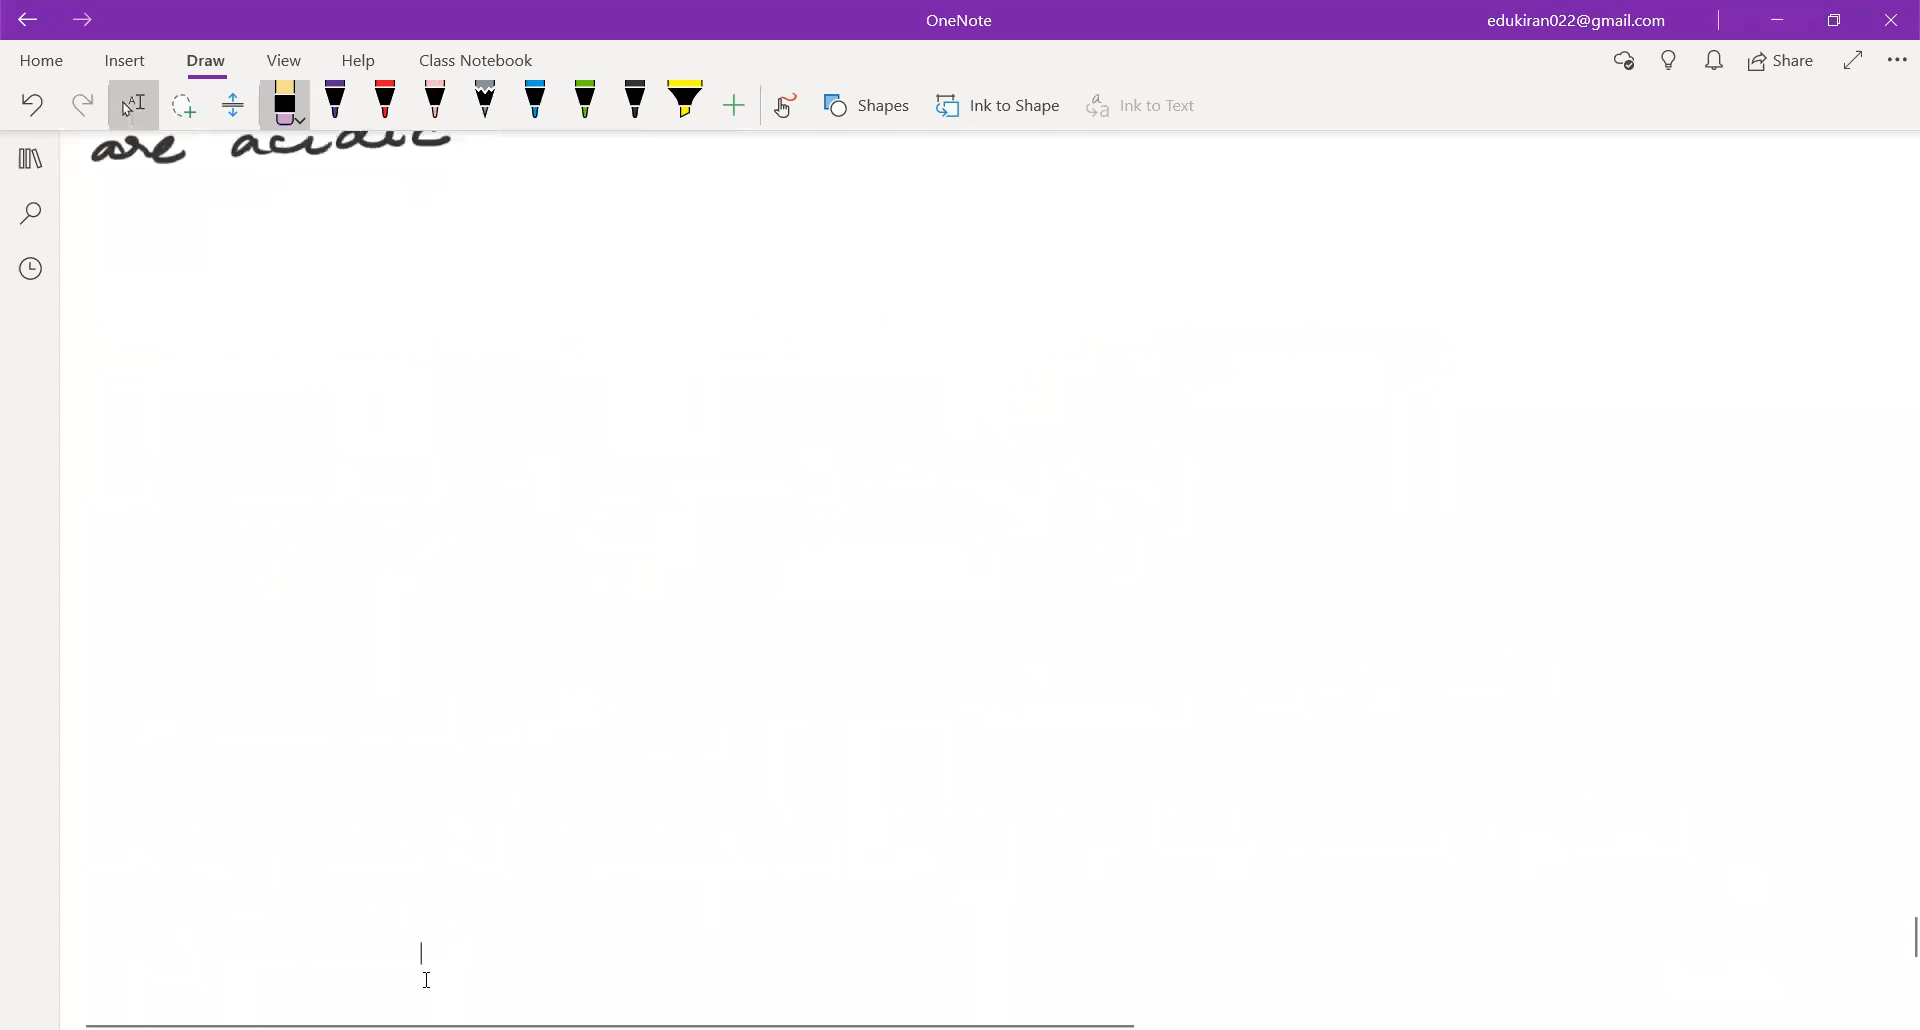 OneNote
edukiran022@gmail.com
Home Insert Draw View Help Class Notebook
Share
Shapes Ink to Shape Ink to Text
are acidic